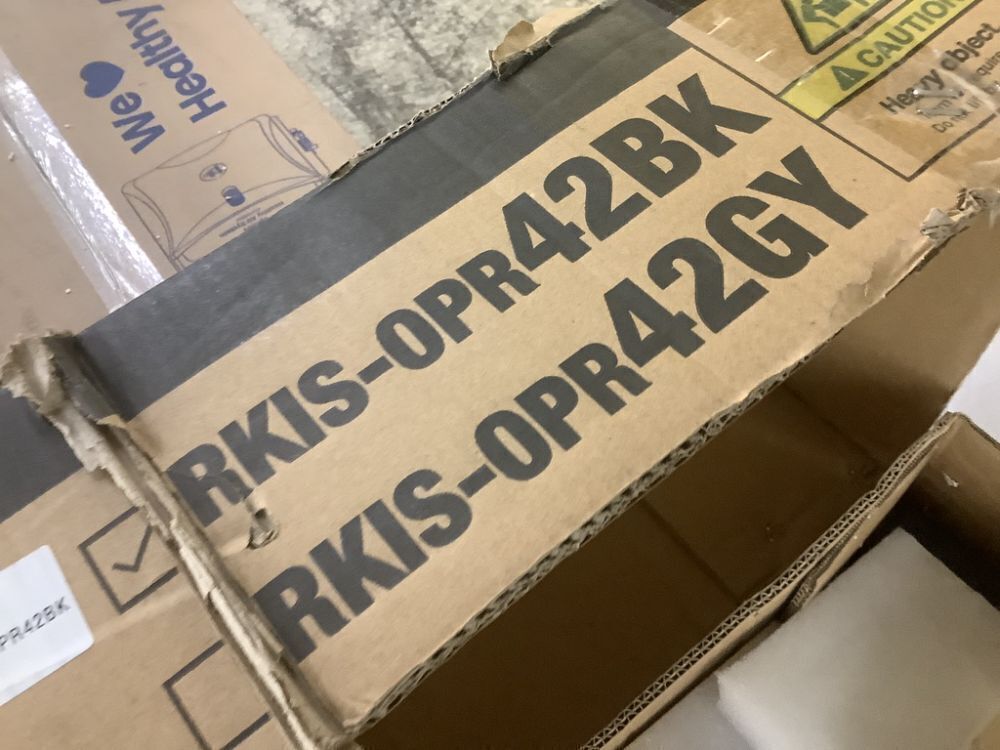 We
Healthy
CAUTION
Heavy object
RKIS-OPR42BK
RKIS-OPR42GY
PR42BK